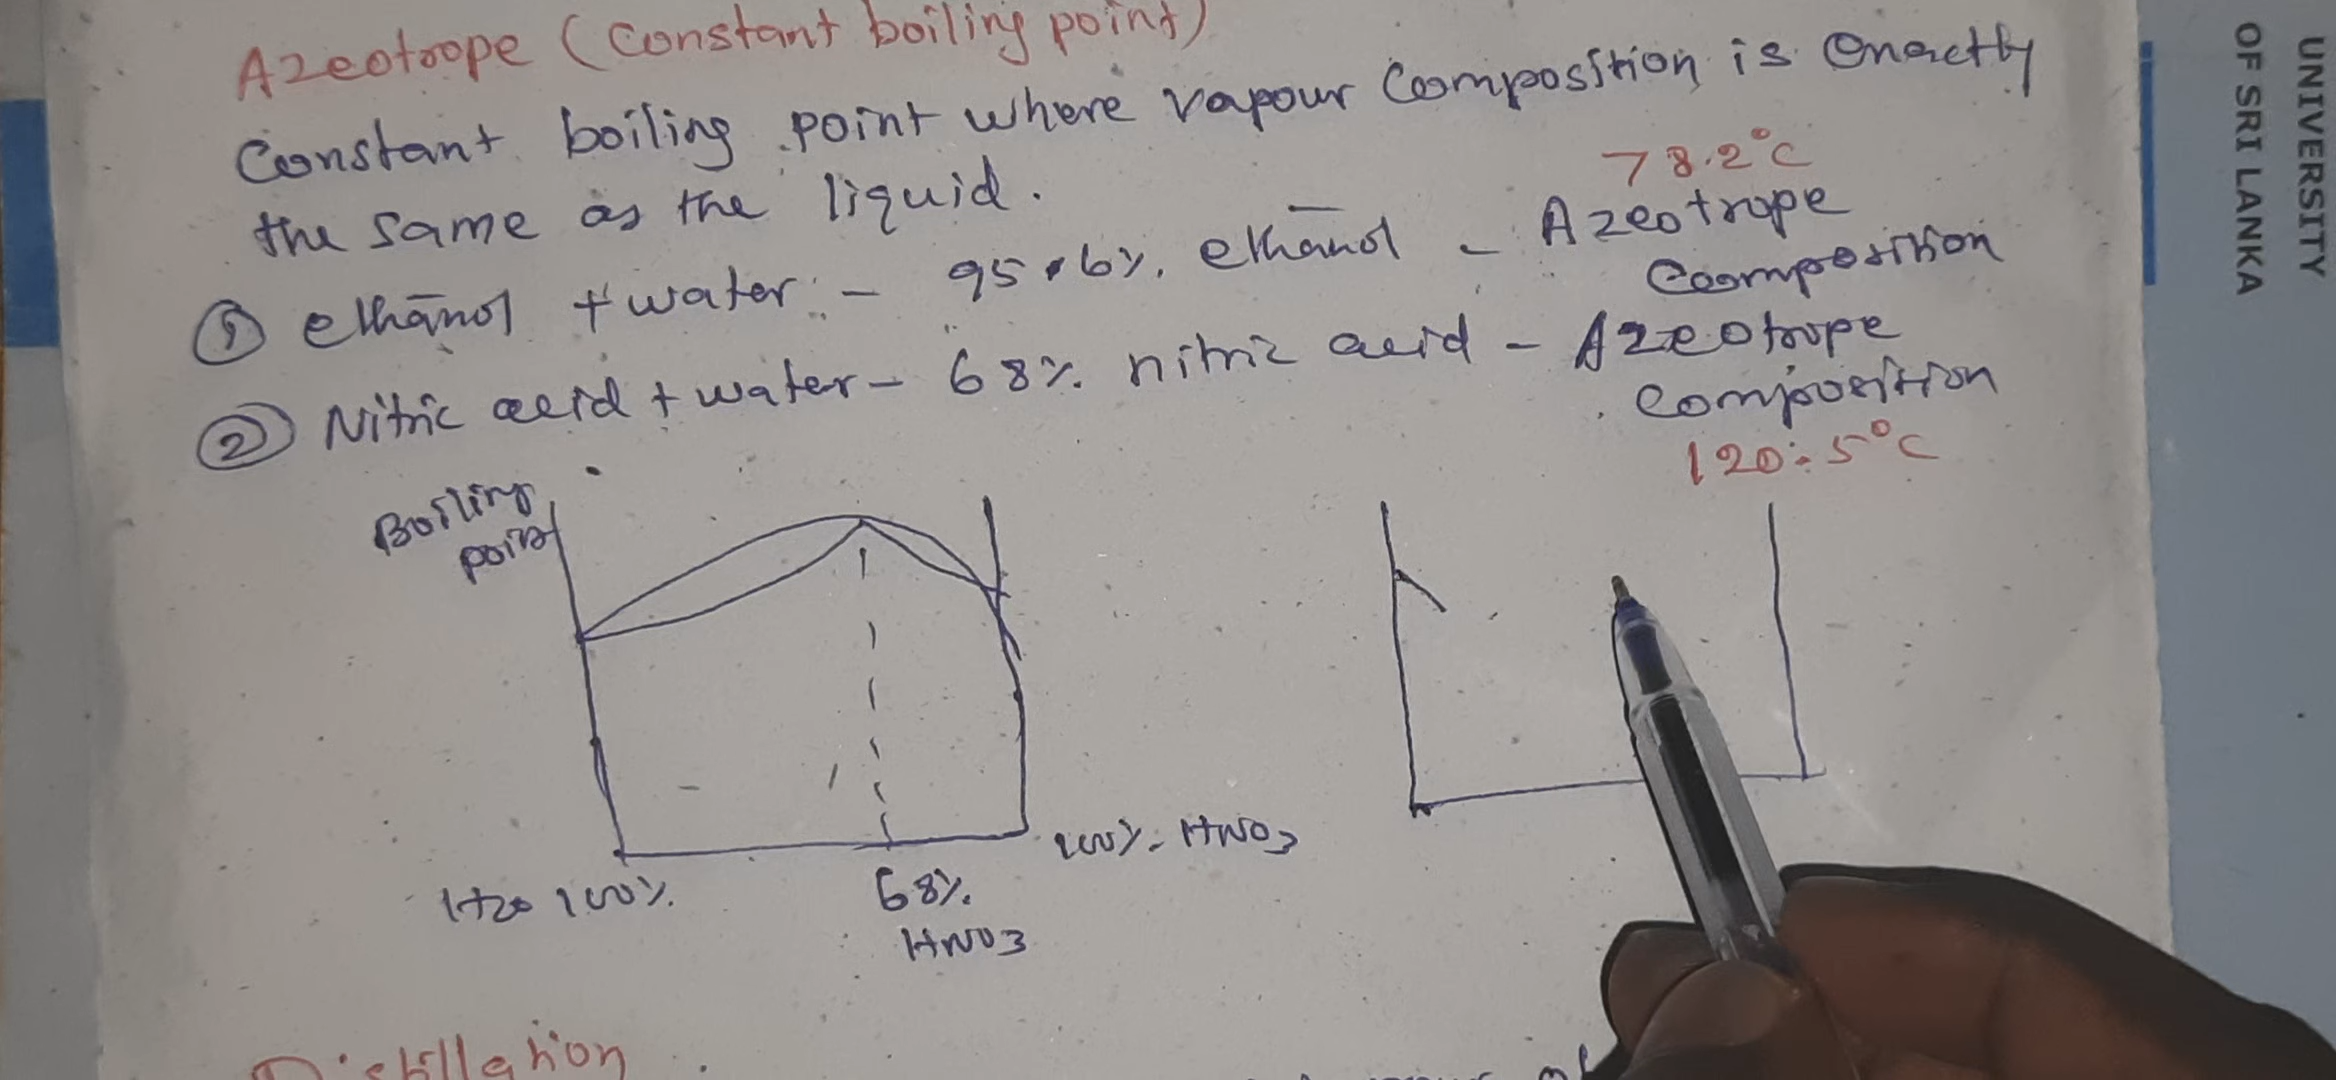 Azeotrope (constant boiling point)
Constant boiling point where vapour composition is exactly
the same as the liquid.
78.2°C
① ethanol + water - 95.6% ethanol - Azeotrope
composition
② Nitric acid + water - 68% nitric acid - Azeotrope
composition
120.5°C
Boiling
point
H2O 100%
68%
HNO3
100% HNO3
Distillation
UNIVERSITY
OF SRI LANKA